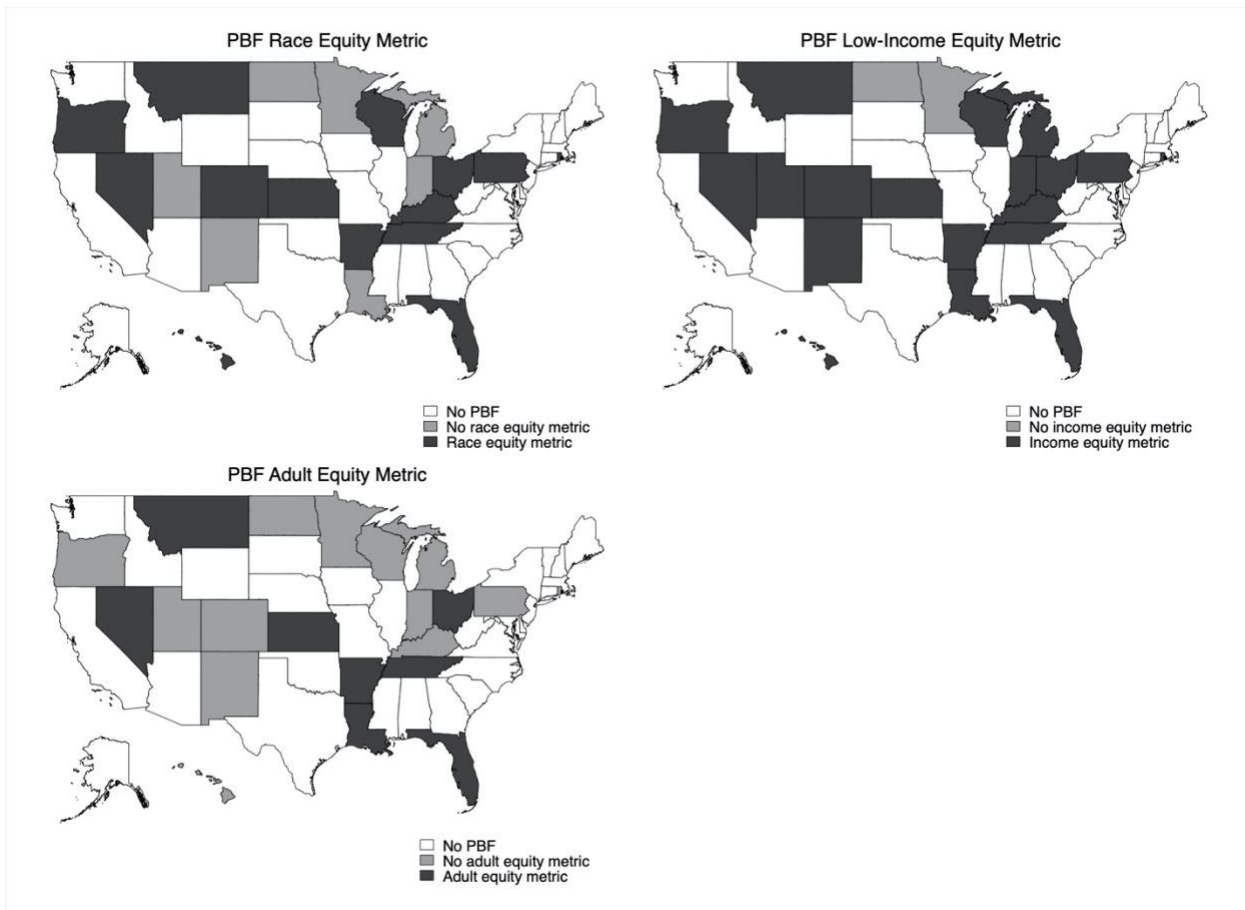 PBF Race Equity Metric
No PBF
No race equity metric
Race equity metric
PBF Low-Income Equity Metric
No PBF
No income equity metric
Income equity metric
PBF Adult Equity Metric
No PBF
No adult equity metric
Adult equity metric